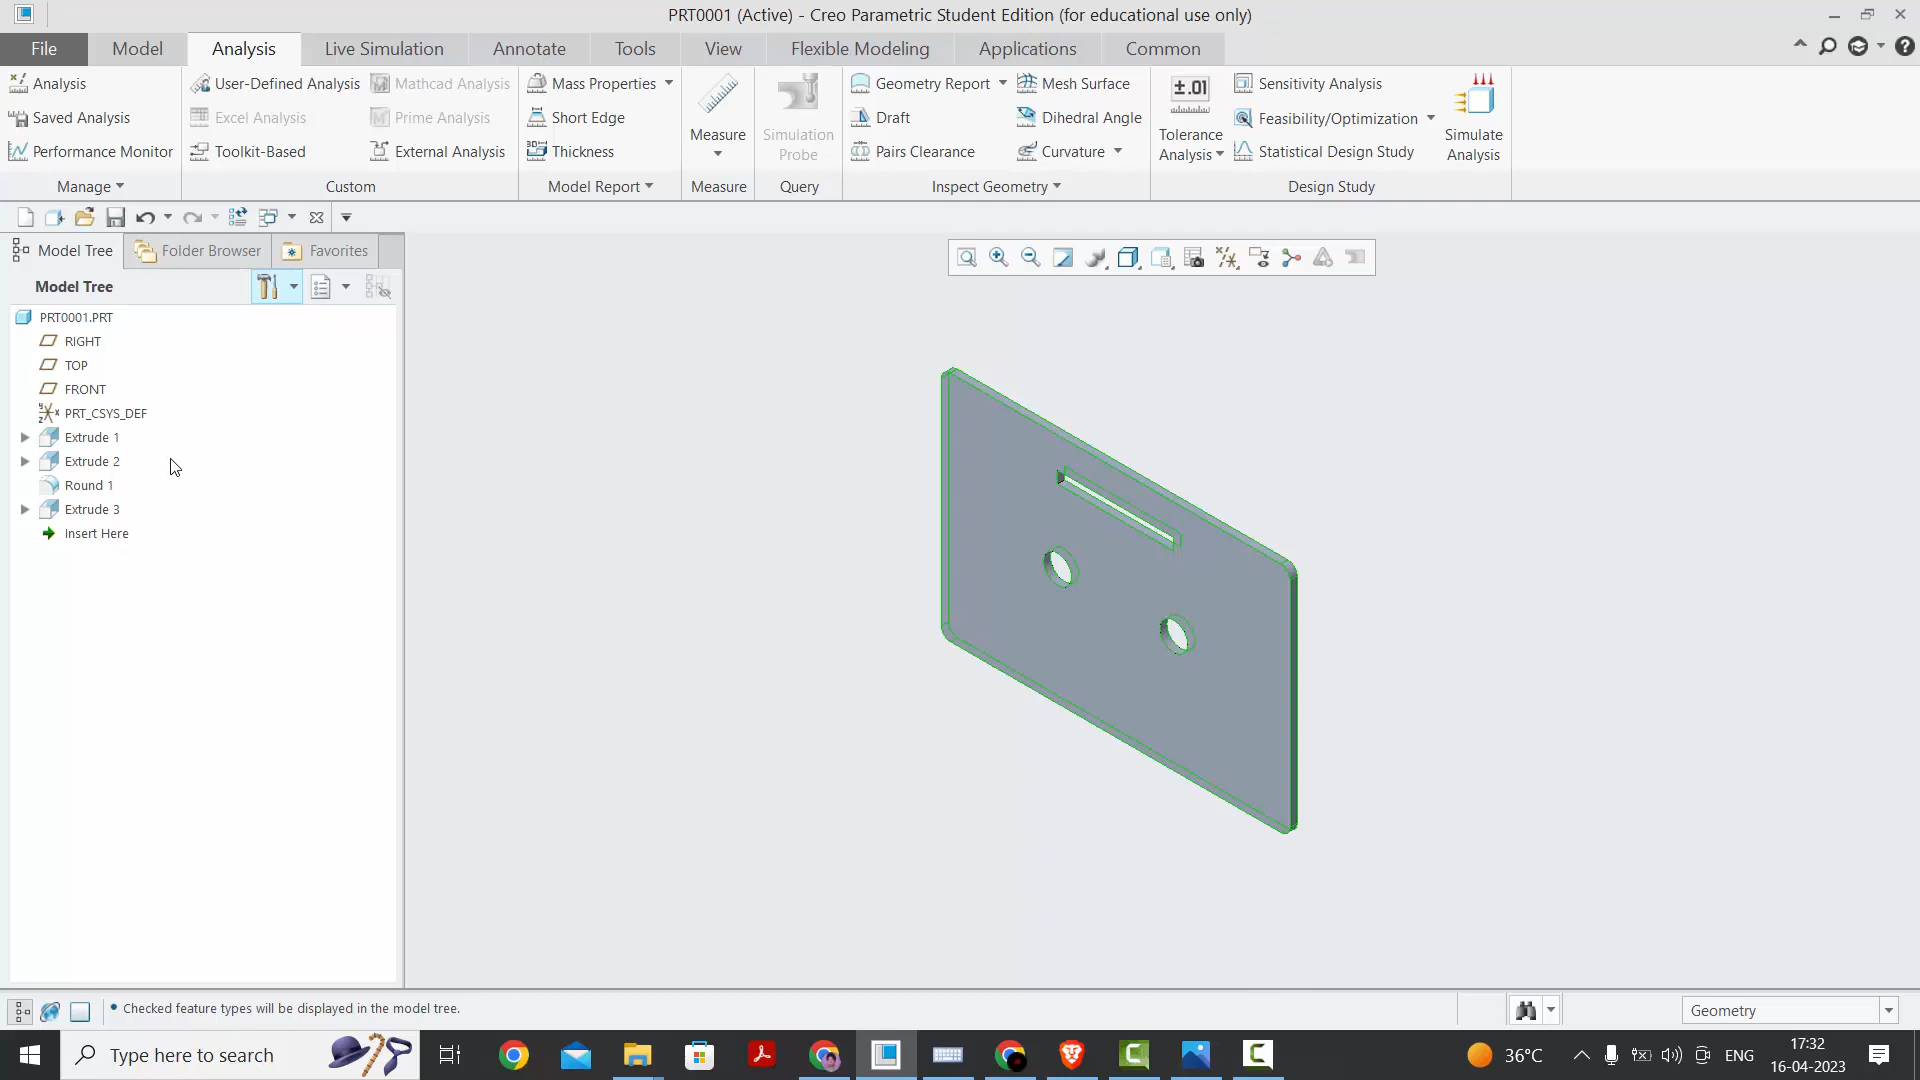 PRT0001 (Active) - Creo Parametric Student Edition (for educational use only)
File Model Analysis Live Simulation Annotate Tools View Flexible Modeling Applications Common
Analysis User-Defined Analysis Mathcad Analysis Mass Properties Geometry Report Mesh Surface ±.01 Sensitivity Analysis
Saved Analysis Excel Analysis Prime Analysis Short Edge Draft Dihedral Angle Feasibility/Optimization
Measure Simulation Probe Tolerance Analysis Simulate Analysis
Performance Monitor Toolkit-Based External Analysis Thickness Pairs Clearance Curvature Statistical Design Study
Manage Custom Model Report Measure Query Inspect Geometry Design Study
Model Tree Folder Browser Favorites
Model Tree
PRT0001.PRT
RIGHT
TOP
FRONT
PRT_CSYS_DEF
Extrude 1
Extrude 2
Round 1
Extrude 3
Insert Here
Checked feature types will be displayed in the model tree.
Geometry
Type here to search
36°C
ENG
17:32
16-04-2023